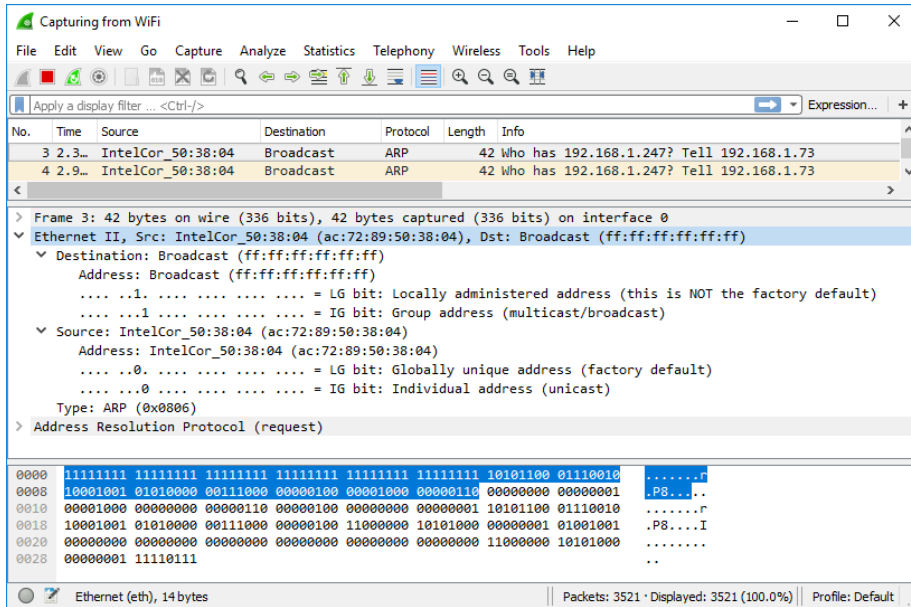 Capturing from WiFi
File Edit View Go Capture Analyze Statistics Telephony Wireless Tools Help
Apply a display filter ... <Ctrl-/> Expression... +
No. Time Source Destination Protocol Length Info
3 2.3... IntelCor_50:38:04 Broadcast ARP 42 Who has 192.168.1.247? Tell 192.168.1.73
4 2.9... IntelCor_50:38:04 Broadcast ARP 42 Who has 192.168.1.247? Tell 192.168.1.73
> Frame 3: 42 bytes on wire (336 bits), 42 bytes captured (336 bits) on interface 0
Ethernet II, Src: IntelCor_50:38:04 (ac:72:89:50:38:04), Dst: Broadcast (ff:ff:ff:ff:ff:ff)
Destination: Broadcast (ff:ff:ff:ff:ff:ff)
Address: Broadcast (ff:ff:ff:ff:ff:ff)
.... ..1. .... .... .... .... = LG bit: Locally administered address (this is NOT the factory default)
.... ...1 .... .... .... .... = IG bit: Group address (multicast/broadcast)
Source: IntelCor_50:38:04 (ac:72:89:50:38:04)
Address: IntelCor_50:38:04 (ac:72:89:50:38:04)
.... ..0. .... .... .... .... = LG bit: Globally unique address (factory default)
.... ...0 .... .... .... .... = IG bit: Individual address (unicast)
Type: ARP (0x0806)
> Address Resolution Protocol (request)
0000 11111111 11111111 11111111 11111111 11111111 11111111 10101100 01110010 .......r
0008 10001001 01010000 00111000 00000100 00001000 00000110 00000000 00000001 .P8.....
0010 00001000 00000000 00000110 00000100 00000000 00000001 10101100 01110010 .......r
0018 10001001 01010000 00111000 00000100 11000000 10101000 00000001 01001001 .P8....I
0020 00000000 00000000 00000000 00000000 00000000 00000000 11000000 10101000 ........
0028 00000001 11110111 ..
Ethernet (eth), 14 bytes Packets: 3521 · Displayed: 3521 (100.0%) Profile: Default